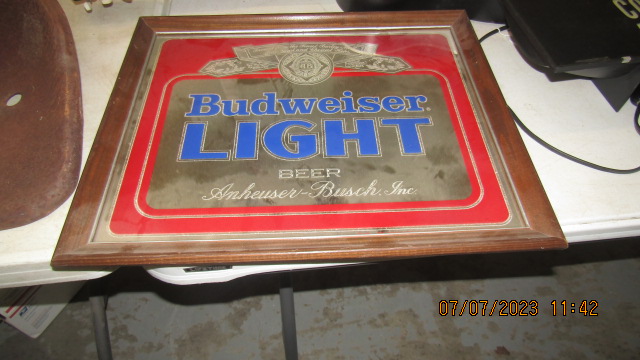 Budweiser®
LIGHT
BEER
Anheuser-Busch, Inc.
07/07/2023 11:42